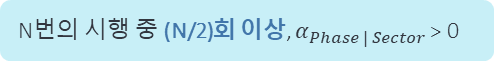 N번의 시행 중 (N/2)회 이상, α_{Phase | Sector} > 0